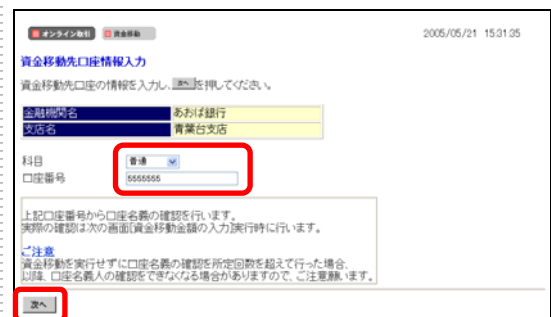 オンライン取引 資金移動 2005/05/21 15:31:35
資金移動先口座情報入力
資金移動先口座の情報を入力し、次へを押してください。
金融機関名 あおば銀行
支店名 青葉台支店
科目 普通
口座番号 5555555
上記口座番号から口座名義の確認を行います。
実際の確認は次の画面[資金移動金額の入力]実行時に行います。
ご注意
資金移動を実行せずに口座名義の確認を所定回数を超えて行った場合、
以降、口座名義人の確認をできなくなる場合がありますので、ご注意願います。
次へ